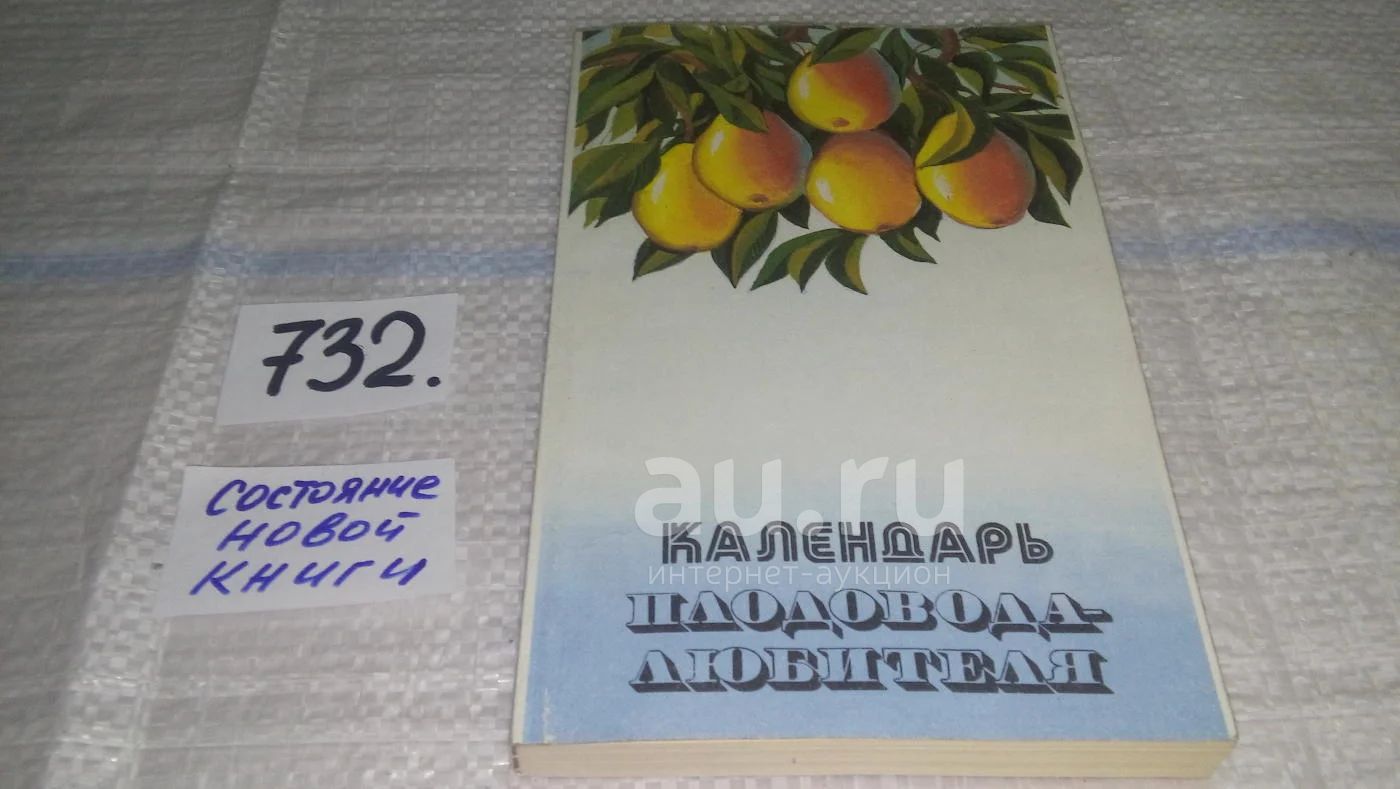 732.
Состояние
новой
книги
au.ru
КАЛЕНДАРЬ
интернет-аукцион
ПЛОДОВОДА-
ЛЮБИТЕЛЯ